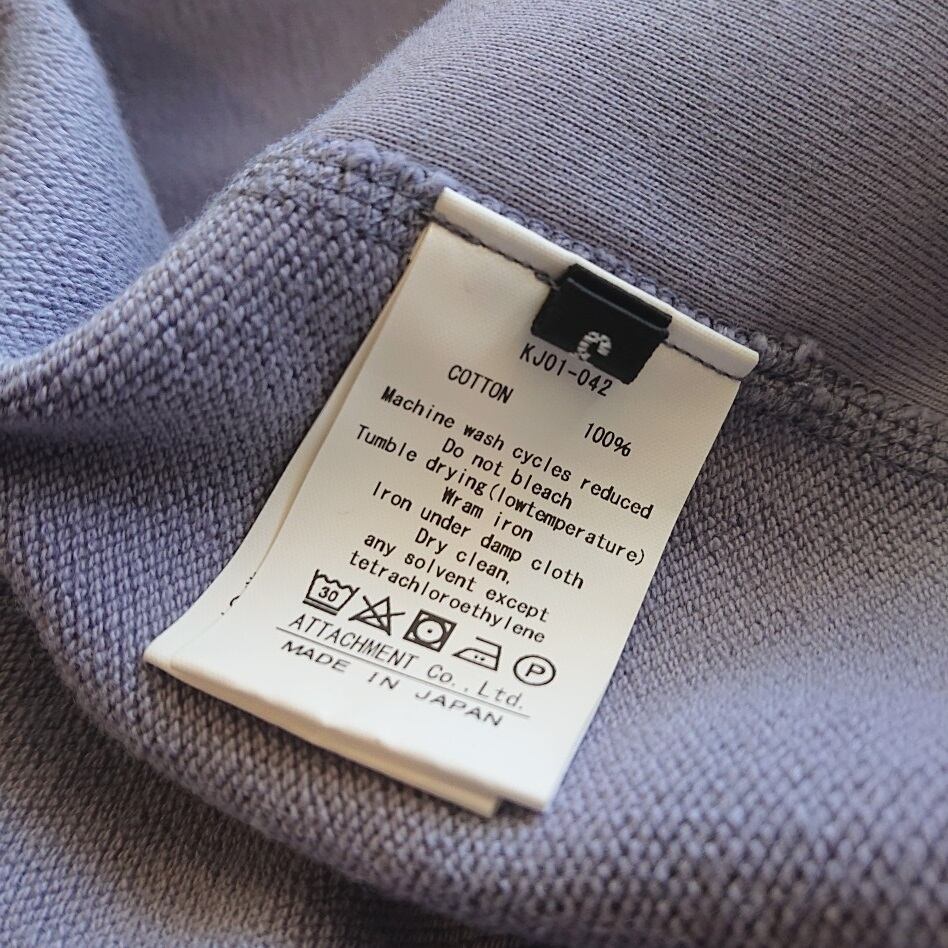 KJ01-042
COTTON 100%
Machine wash cycles reduced
Do not bleach
Tumble drying(lowtemperature)
Wram iron
Iron under damp cloth
Dry clean.
any solvent except
tetrachloroethylene
30
P
ATTACHMENT Co.,Ltd.
MADE IN JAPAN